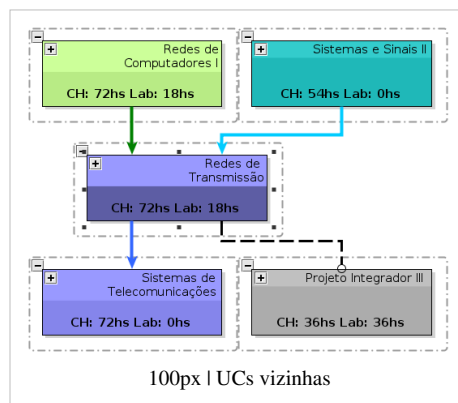 Redes de
Computadores I
CH: 72hs Lab: 18hs
Sistemas e Sinais II
CH: 54hs Lab: 0hs
Redes de
Transmissão
CH: 72hs Lab: 18hs
Sistemas de
Telecomunicações
CH: 72hs Lab: 0hs
Projeto Integrador III
CH: 36hs Lab: 36hs
100px | UCs vizinhas